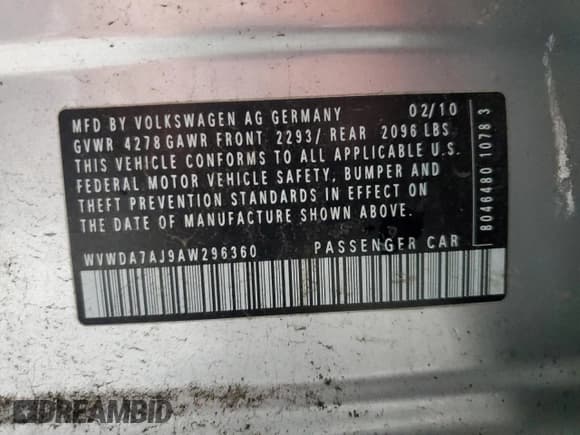 MFD BY VOLKSWAGEN AG GERMANY 02/10
GVWR 4278 GAWR FRONT 2293/ REAR 2096 LBS
THIS VEHICLE CONFORMS TO ALL APPLICABLE U.S.
FEDERAL MOTOR VEHICLE SAFETY, BUMPER AND
THEFT PREVENTION STANDARDS IN EFFECT ON
THE DATE OF MANUFACTURE SHOWN ABOVE.
WVWDA7AJ9AW296360 PASSENGER CAR
8046480 1078 3
DREAMBID